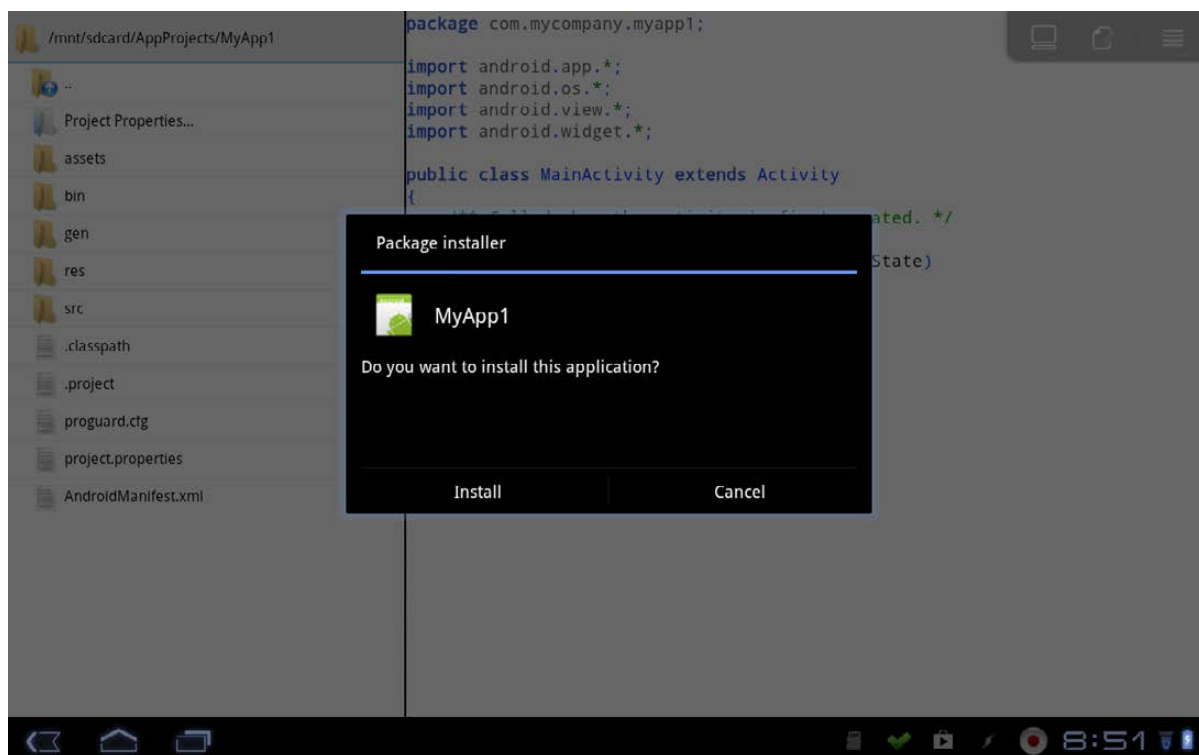 /mnt/sdcard/AppProjects/MyApp1
..
Project Properties...
assets
bin
gen
res
src
.classpath
.project
proguard.cfg
project.properties
AndroidManifest.xml
package com.mycompany.myapp1;
import android.app.*;
import android.os.*;
import android.view.*;
import android.widget.*;
public class MainActivity extends Activity
{
ated. */
State)
Package installer
MyApp1
Do you want to install this application?
Install
Cancel
8:51